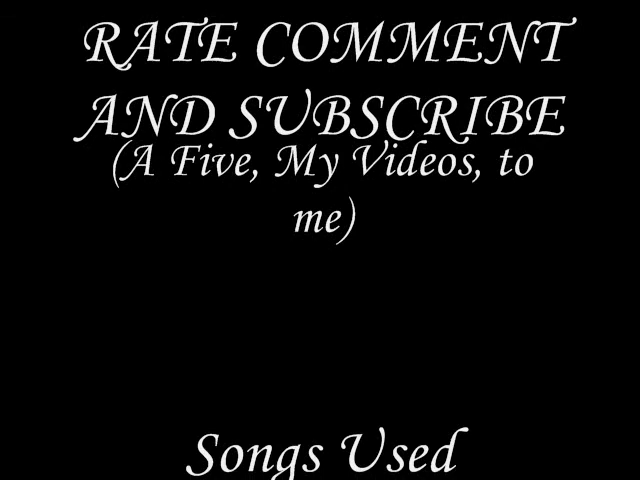 RATE COMMENT
AND SUBSCRIBE
(A Five, My Videos, to
me)
Songs Used